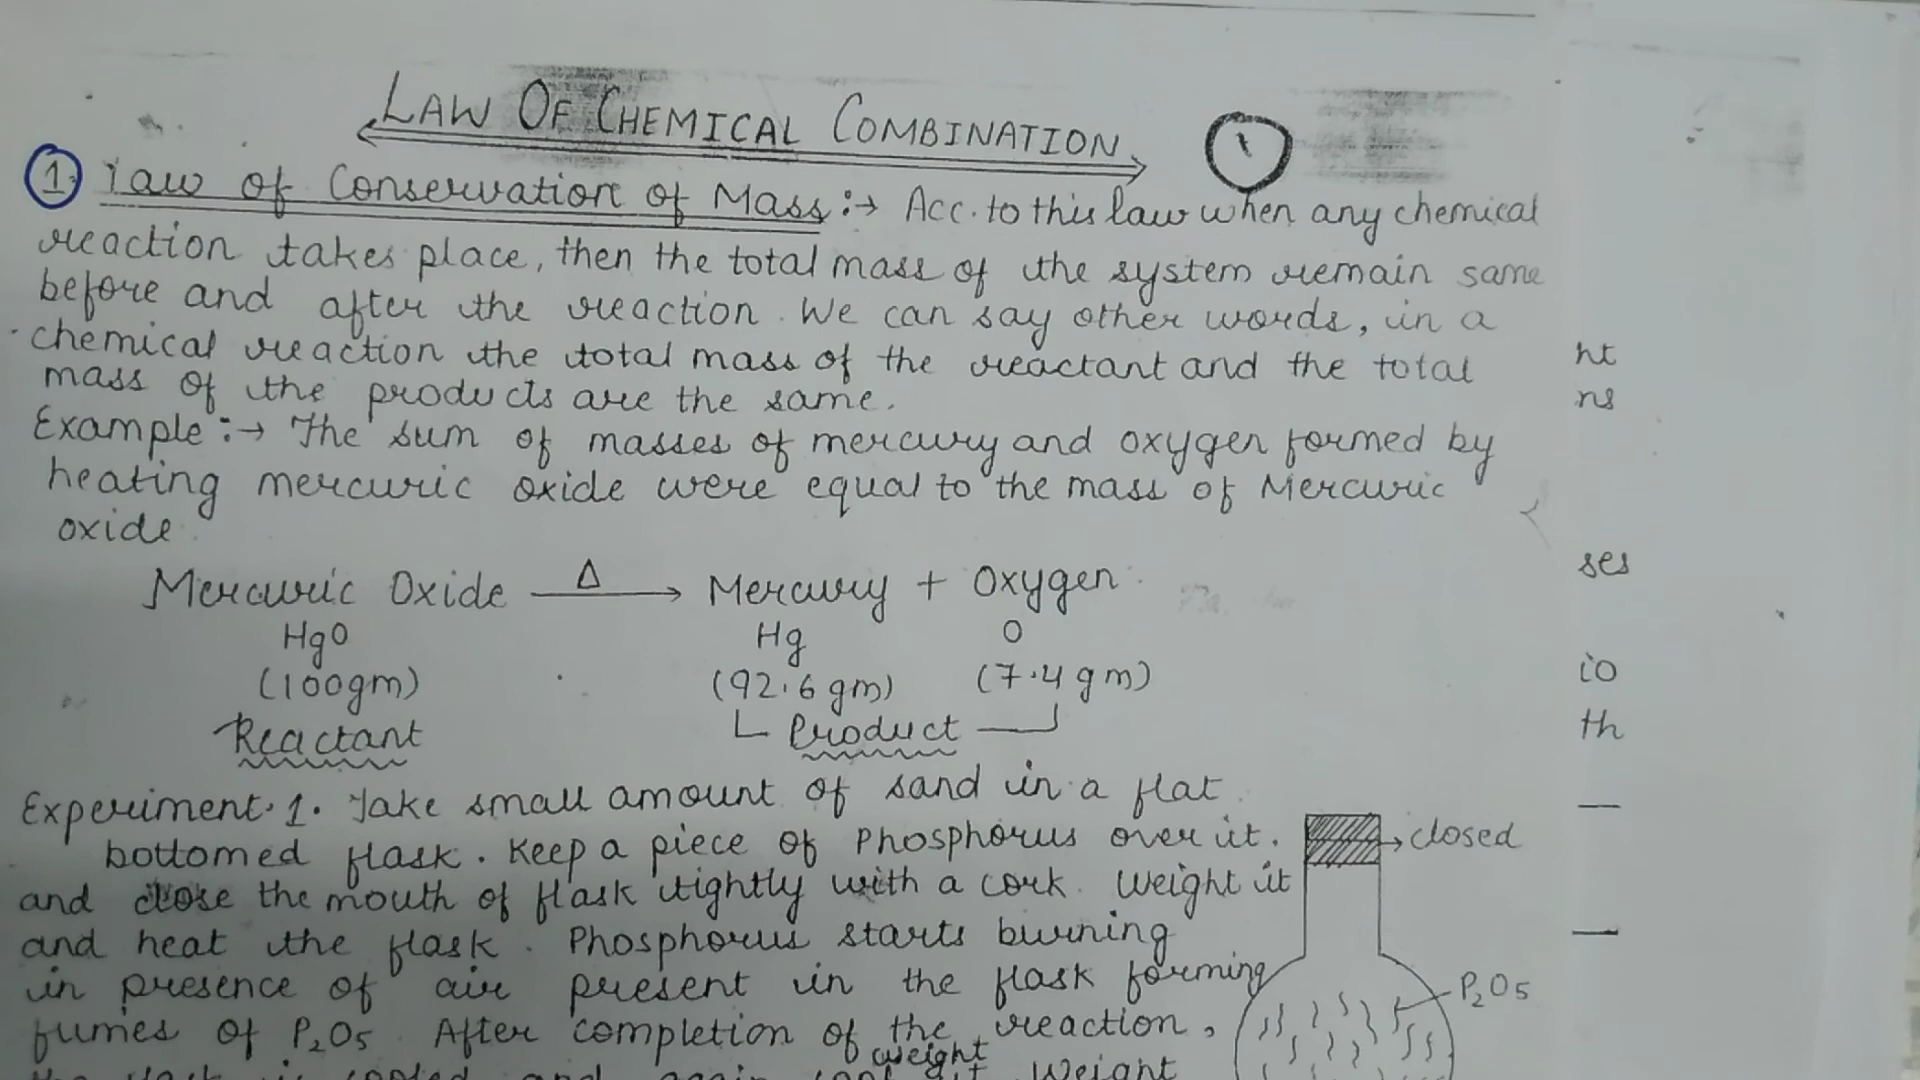 LAW OF CHEMICAL COMBINATION 1
1. Law of Conservation of Mass :→ Acc. to this law when any chemical
reaction takes place, then the total mass of the system remain same
before and after the reaction. We can say other words, in a
chemical reaction the total mass of the reactant and the total
mass of the products are the same.
Example :→ The sum of masses of mercury and oxygen formed by
heating mercuric oxide were equal to the mass of Mercuric
oxide.
Mercuric Oxide Δ → Mercury + Oxygen
HgO Hg O
(100gm) (92.6 gm) (7.4 gm)
Reactant Product
Experiment. 1. Take small amount of sand in a flat
bottomed flask. Keep a piece of Phosphorus over it.
and close the mouth of flask tightly with a cork. Weight it
and heat the flask. Phosphorus starts burning
in presence of air present in the flask forming
fumes of P2O5. After completion of the reaction,
weight
and again Weight
closed
P2O5
ht
ns
ses
io
th